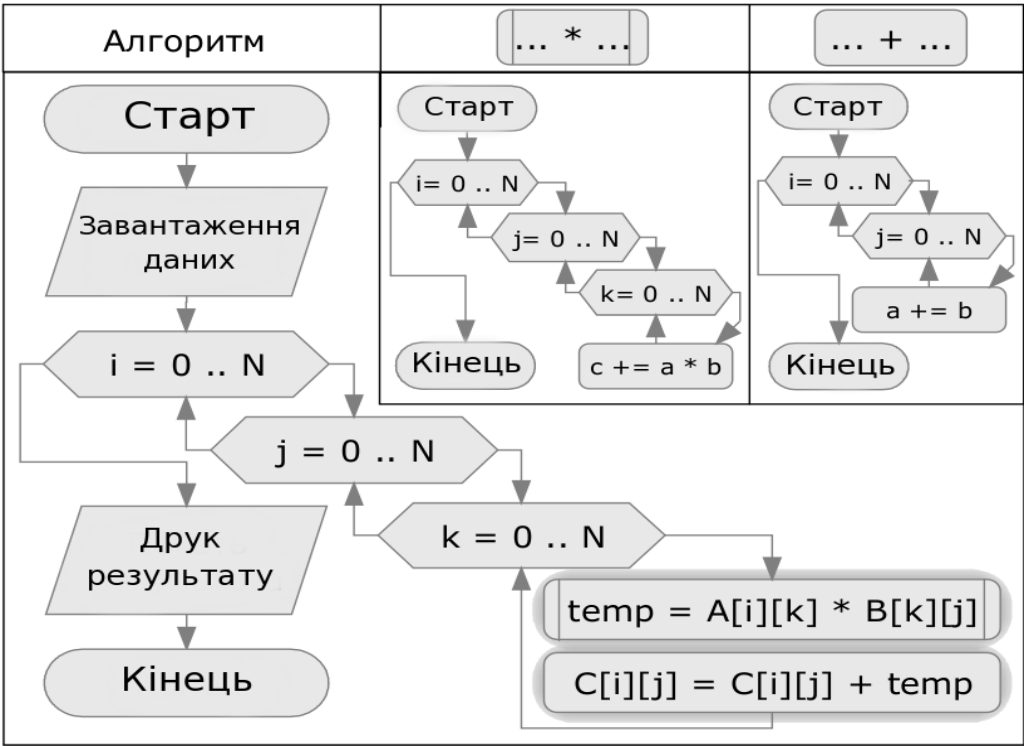 Алгоритм
... * ...
... + ...
Старт
Завантаження
даних
i = 0 .. N
j = 0 .. N
k = 0 .. N
temp = A[i][k] * B[k][j]
C[i][j] = C[i][j] + temp
Друк
результату
Кінець
Старт
i= 0 .. N
j= 0 .. N
k= 0 .. N
c += a * b
Кінець
Старт
i= 0 .. N
j= 0 .. N
a += b
Кінець